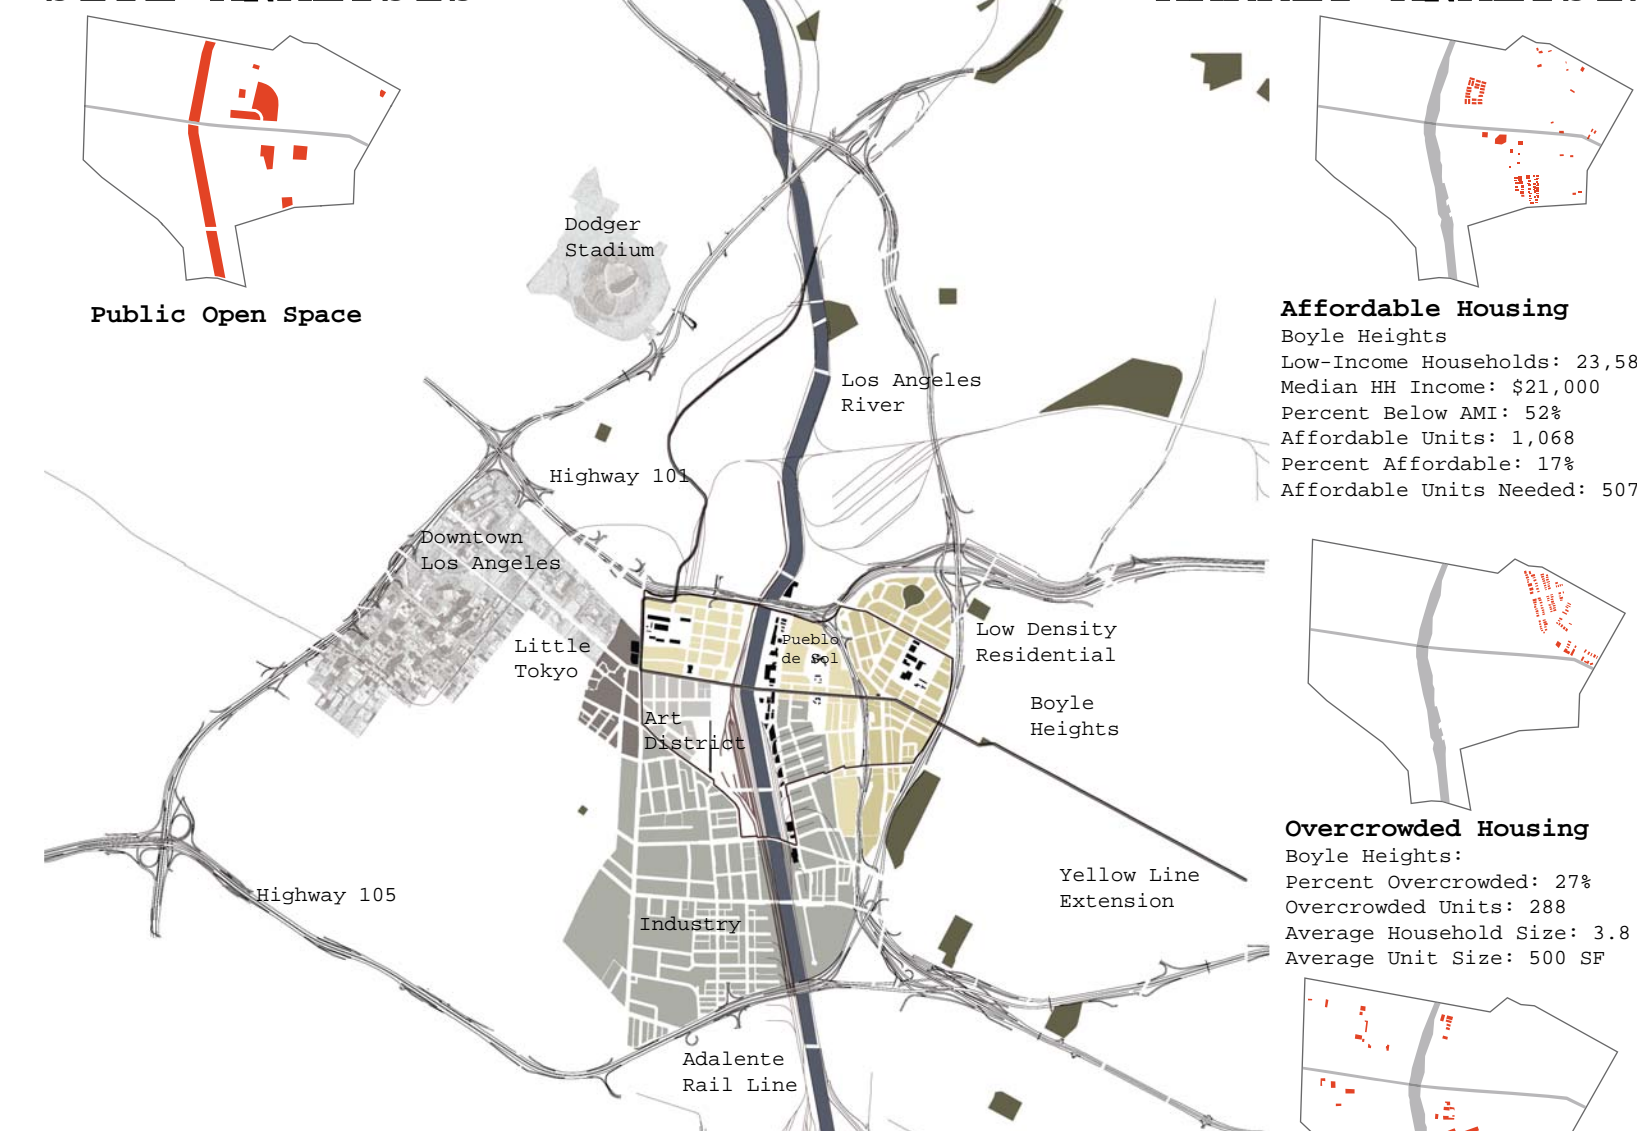 Public Open Space
Dodger
Stadium
Los Angeles
River
Highway 101
Downtown
Los Angeles
Little
Tokyo
Pueblo
de Sol
Low Density
Residential
Boyle
Heights
Art
District
Yellow Line
Extension
Highway 105
Industry
Adalente
Rail Line
Affordable Housing
Boyle Heights
Low-Income Households: 23,58
Median HH Income: $21,000
Percent Below AMI: 52%
Affordable Units: 1,068
Percent Affordable: 17%
Affordable Units Needed: 507
Overcrowded Housing
Boyle Heights:
Percent Overcrowded: 27%
Overcrowded Units: 288
Average Household Size: 3.8
Average Unit Size: 500 SF